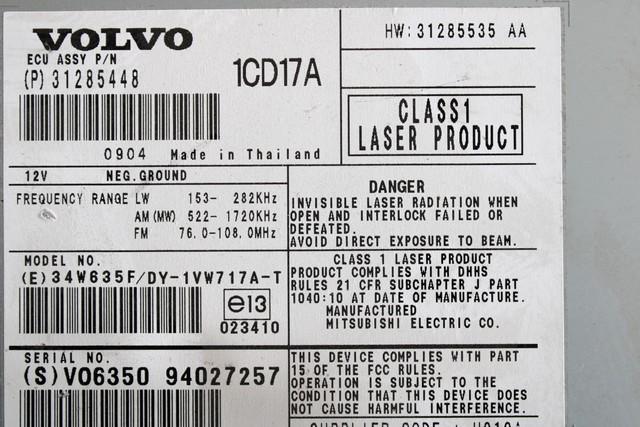 VOLVO
ECU ASSY P/N
(P) 31285448
1CD17A
0904 Made in Thailand
HW: 31285535 AA
CLASS1
LASER PRODUCT
12V NEG.GROUND
FREQUENCY RANGE LW 153- 282KHz
AM (MW) 522- 1720KHz
FM 76.0-108.0MHz
DANGER
INVISIBLE LASER RADIATION WHEN
OPEN AND INTERLOCK FAILED OR
DEFEATED.
AVOID DIRECT EXPOSURE TO BEAM.
MODEL NO.
(E)34W635F/DY-1VW717A-T
e13
023410
CLASS 1 LASER PRODUCT
PRODUCT COMPLIES WITH DHHS
RULES 21 CFR SUBCHAPTER J PART
1040:10 AT DATE OF MANUFACTURE.
MANUFACTURED
MITSUBISHI ELECTRIC CO.
SERIAL NO.
(S)V06350 94027257
THIS DEVICE COMPLIES WITH PART
15 OF THE FCC RULES.
OPERATION IS SUBJECT TO THE
CONDITION THAT THIS DEVICE DOES
NOT CAUSE HARMFUL INTERFERENCE.